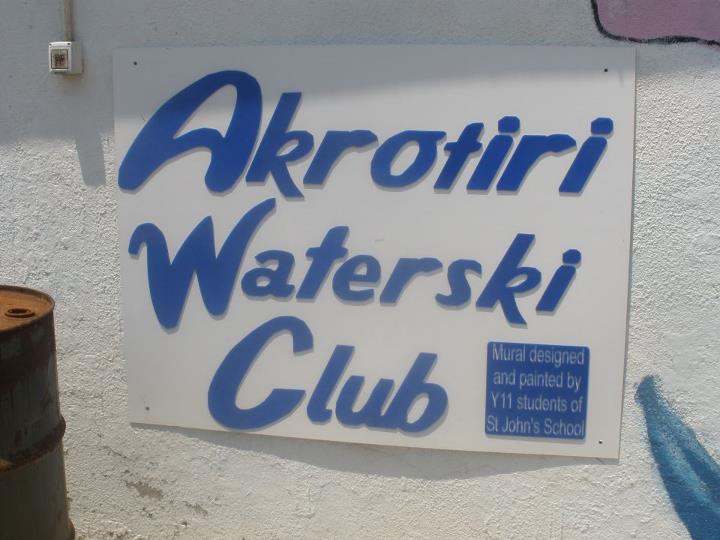 Akrotiri
Waterski
Club
Mural designed
and painted by
Y11 students of
St John's School